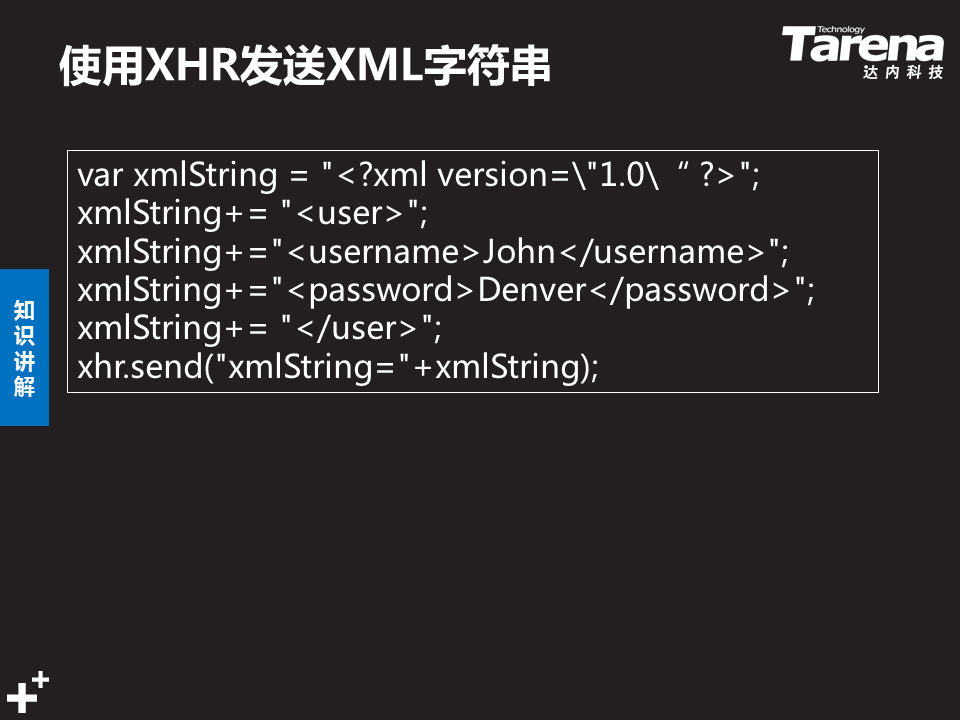 使用XHR发送XML字符串
Technology
Tarena
达内科技
var xmlString = "<?xml version=\"1.0\ “ ?>";
xmlString+= "<user>";
xmlString+="<username>John</username>";
xmlString+="<password>Denver</password>";
xmlString+= "</user>";
xhr.send("xmlString="+xmlString);
知
识
讲
解